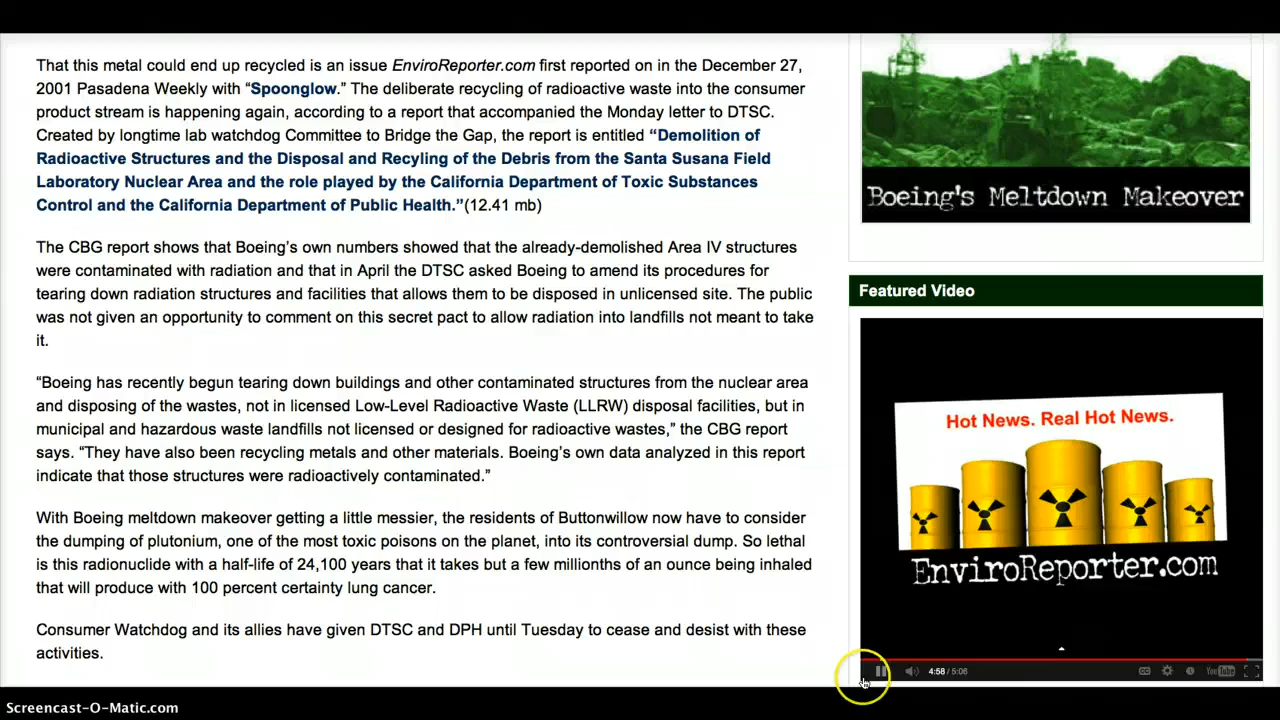 That this metal could end up recycled is an issue EnviroReporter.com first reported on in the December 27,
2001 Pasadena Weekly with “Spoonglow.” The deliberate recycling of radioactive waste into the consumer
product stream is happening again, according to a report that accompanied the Monday letter to DTSC.
Created by longtime lab watchdog Committee to Bridge the Gap, the report is entitled “Demolition of
Radioactive Structures and the Disposal and Recyling of the Debris from the Santa Susana Field
Laboratory Nuclear Area and the role played by the California Department of Toxic Substances
Control and the California Department of Public Health.”(12.41 mb)
The CBG report shows that Boeing’s own numbers showed that the already-demolished Area IV structures
were contaminated with radiation and that in April the DTSC asked Boeing to amend its procedures for
tearing down radiation structures and facilities that allows them to be disposed in unlicensed site. The public
was not given an opportunity to comment on this secret pact to allow radiation into landfills not meant to take
it.
“Boeing has recently begun tearing down buildings and other contaminated structures from the nuclear area
and disposing of the wastes, not in licensed Low-Level Radioactive Waste (LLRW) disposal facilities, but in
municipal and hazardous waste landfills not licensed or designed for radioactive wastes,” the CBG report
says. “They have also been recycling metals and other materials. Boeing’s own data analyzed in this report
indicate that those structures were radioactively contaminated.”
With Boeing meltdown makeover getting a little messier, the residents of Buttonwillow now have to consider
the dumping of plutonium, one of the most toxic poisons on the planet, into its controversial dump. So lethal
is this radionuclide with a half-life of 24,100 years that it takes but a few millionths of an ounce being inhaled
that will produce with 100 percent certainty lung cancer.
Consumer Watchdog and its allies have given DTSC and DPH until Tuesday to cease and desist with these
activities.
Boeing's Meltdown Makeover
Featured Video
Hot News. Real Hot News.
EnviroReporter.com
4:58 / 5:06
CC
YouTube
Screencast-O-Matic.com